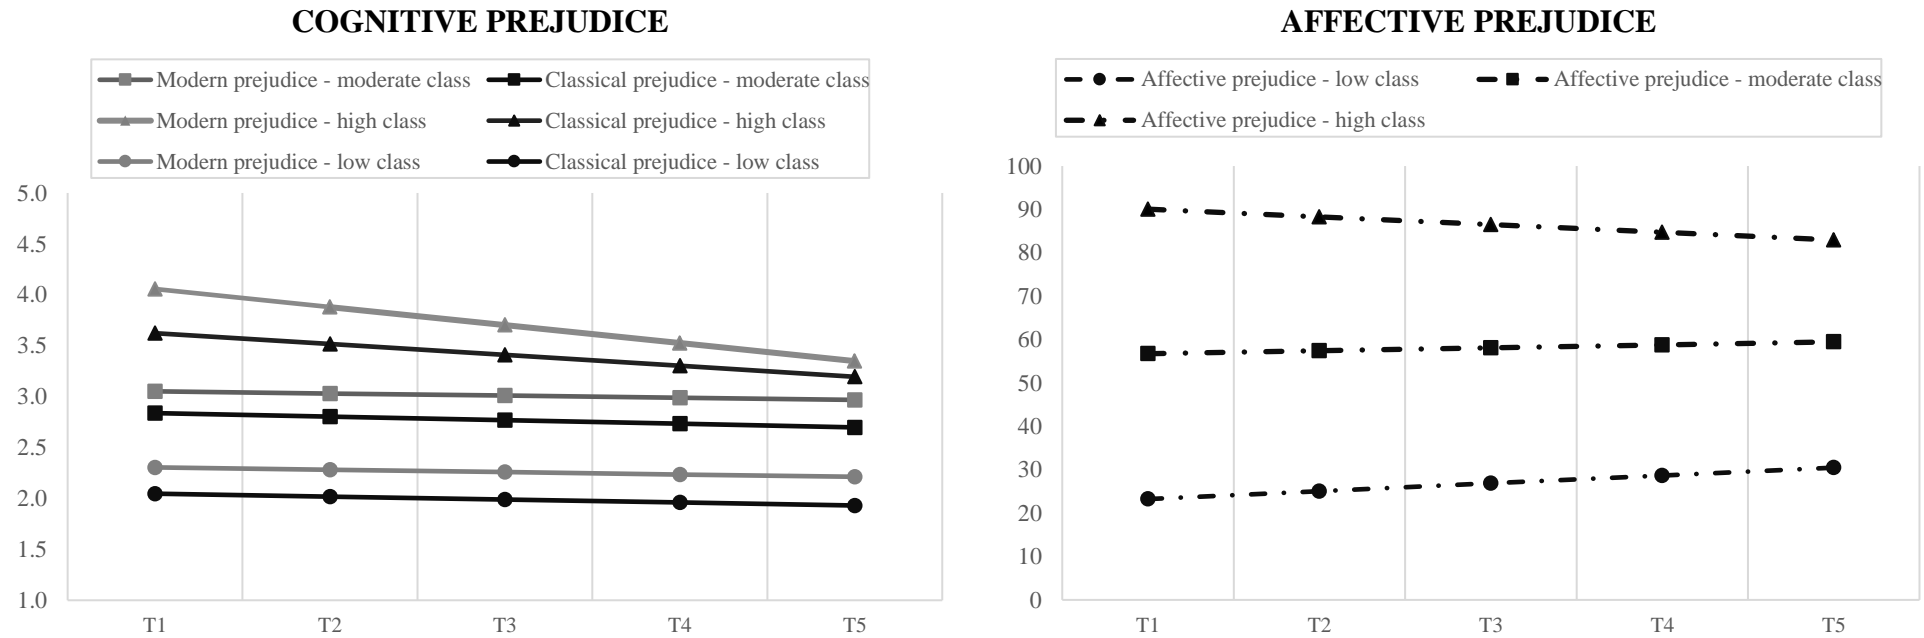 COGNITIVE PREJUDICE
Modern prejudice - moderate class
Classical prejudice - moderate class
Modern prejudice - high class
Classical prejudice - high class
Modern prejudice - low class
Classical prejudice - low class
5.0
4.5
4.0
3.5
3.0
2.5
2.0
1.5
1.0
T1 T2 T3 T4 T5
AFFECTIVE PREJUDICE
Affective prejudice - low class
Affective prejudice - moderate class
Affective prejudice - high class
100
90
80
70
60
50
40
30
20
10
0
T1 T2 T3 T4 T5